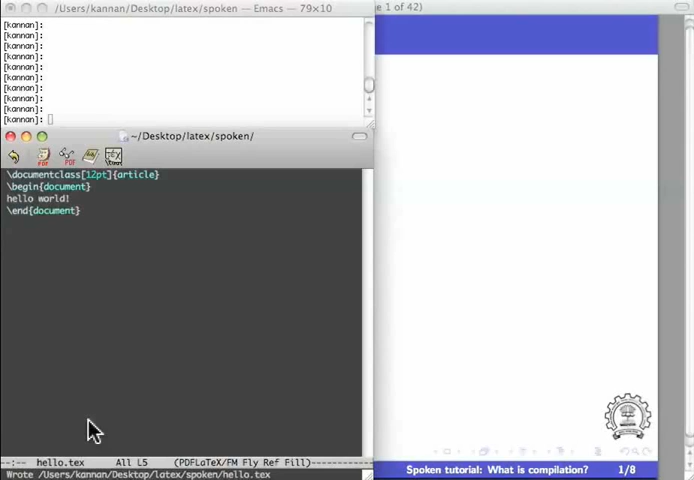 /Users/kannan/Desktop/latex/spoken — Emacs — 79×10
[kannan]:
[kannan]:
[kannan]:
[kannan]:
[kannan]:
[kannan]:
[kannan]:
[kannan]:
[kannan]:
[kannan]:
~/Desktop/latex/spoken/
\documentclass[12pt]{article}
\begin{document}
hello world!
\end{document}
--:-- hello.tex All L5 (PDFLaTeX/FM Fly Ref Fill)
Wrote /Users/kannan/Desktop/latex/spoken/hello.tex
1 of 42)
Spoken tutorial: What is compilation? 1/8